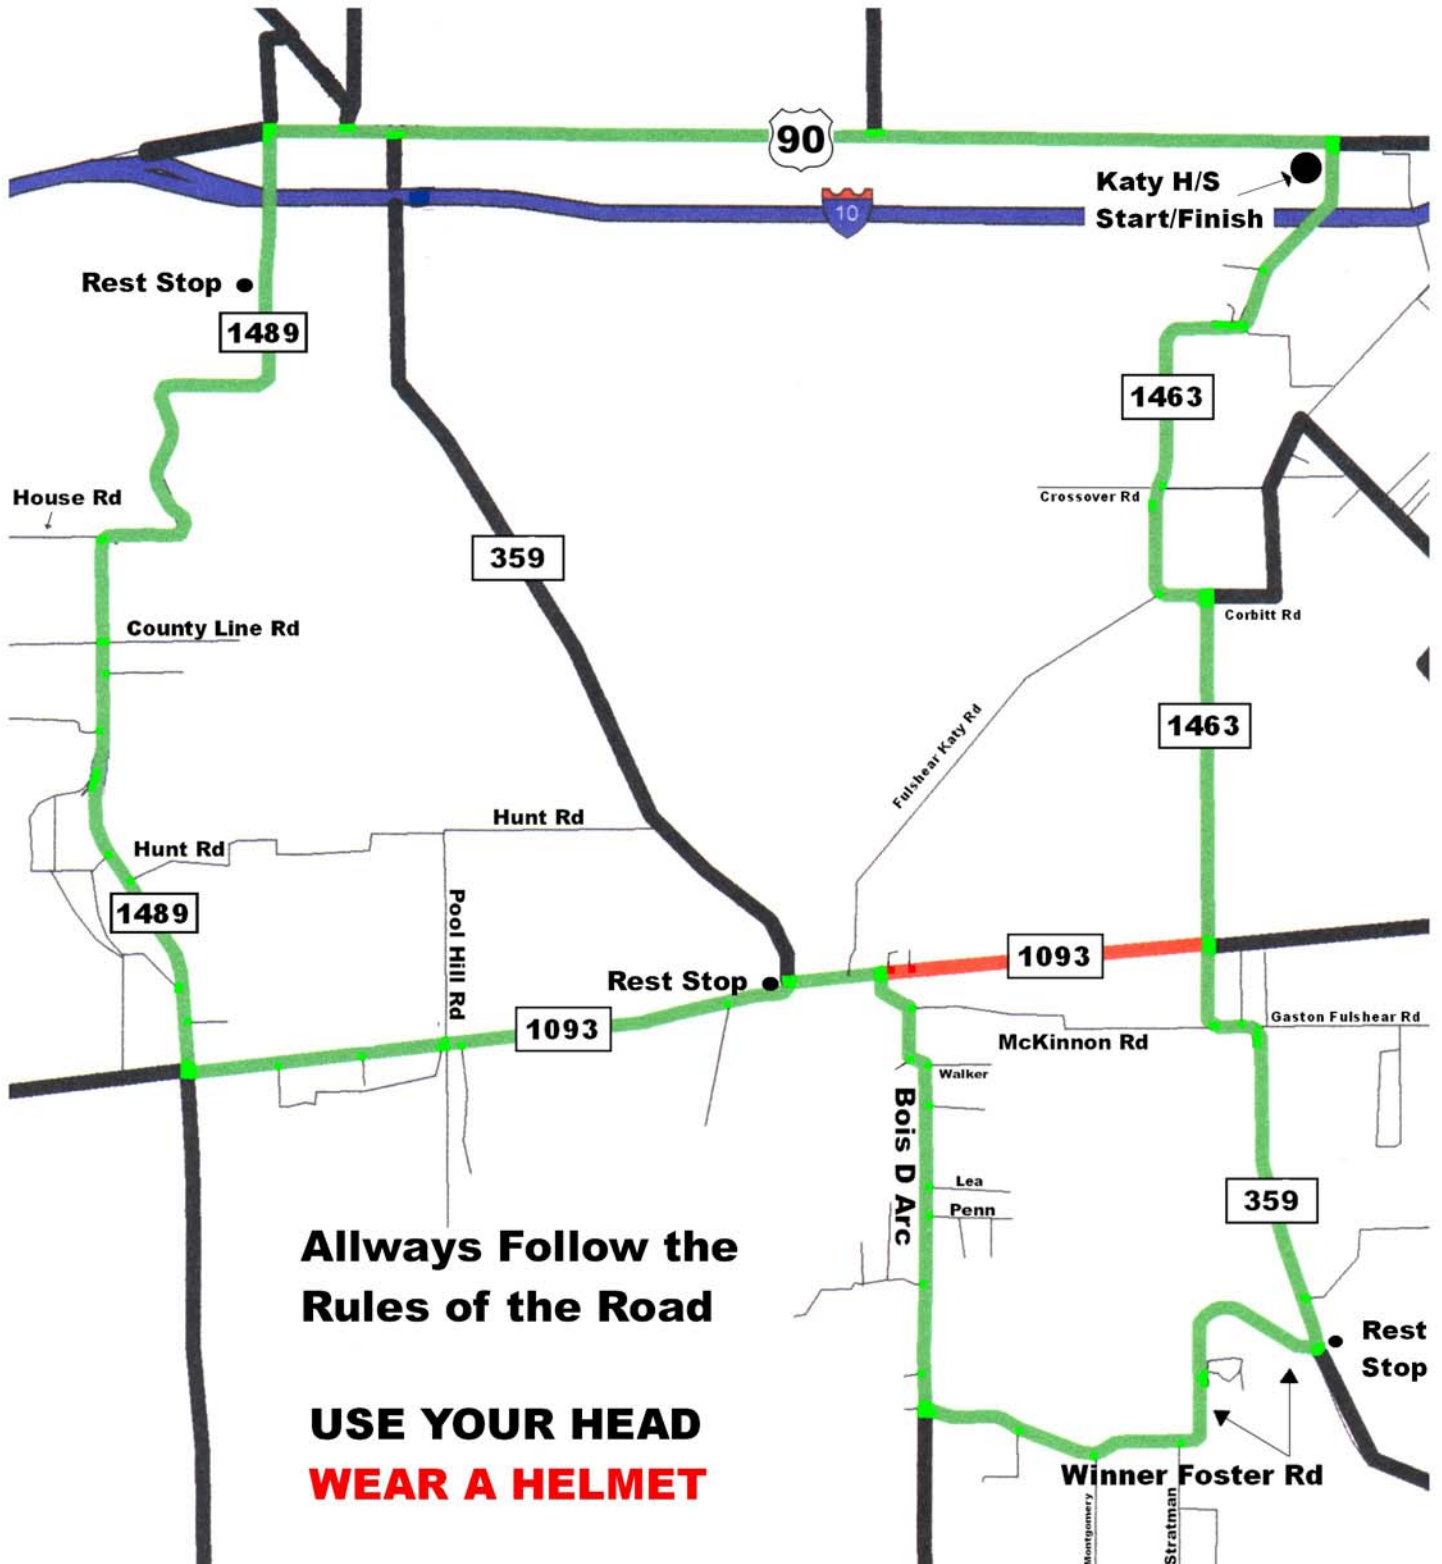 90
Katy H/S
Start/Finish
10
Rest Stop
1489
1463
House Rd
Crossover Rd
359
Corbitt Rd
County Line Rd
1463
Fulshear Katy Rd
Hunt Rd
Hunt Rd
1489
Pool Hill Rd
1093
Rest Stop
1093
Gaston Fulshear Rd
McKinnon Rd
Walker
Bois D Arc
Lea
Penn
359
Allways Follow the
Rules of the Road
Rest
Stop
USE YOUR HEAD
WEAR A HELMET
Winner Foster Rd
Montgomery
Stratman